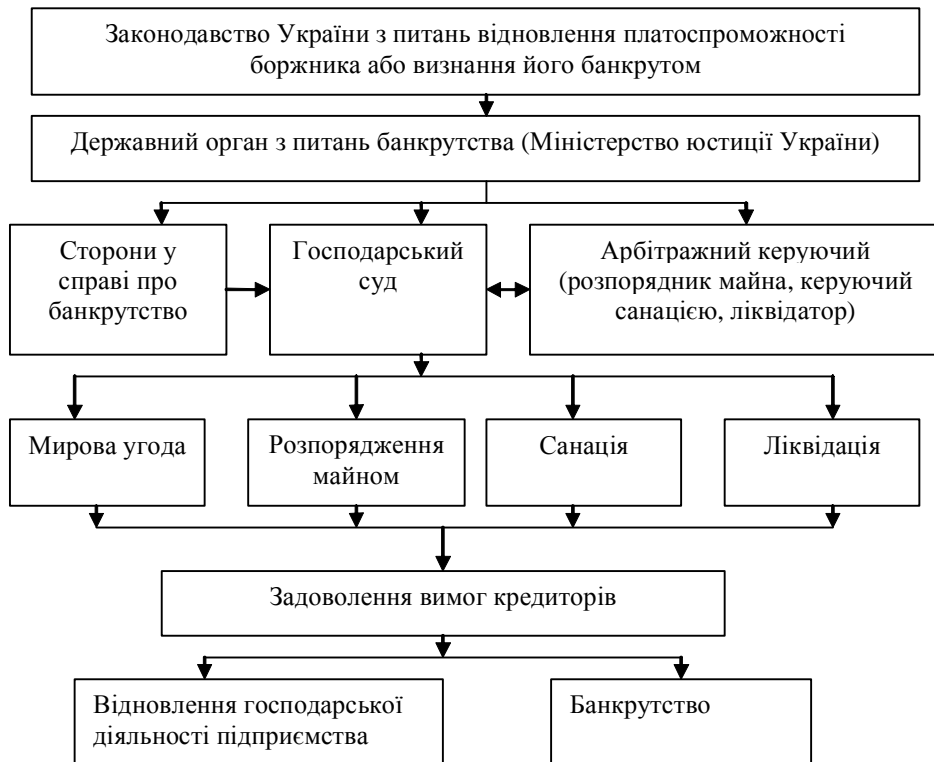 Законодавство України з питань відновлення платоспроможності
боржника або визнання його банкрутом
Державний орган з питань банкрутства (Міністерство юстиції України)
Сторони у
справі про
банкрутство
Господарський
суд
Арбітражний керуючий
(розпорядник майна, керуючий
санацією, ліквідатор)
Мирова угода
Розпорядження
майном
Санація
Ліквідація
Задоволення вимог кредиторів
Відновлення господарської
діяльності підприємства
Банкрутство